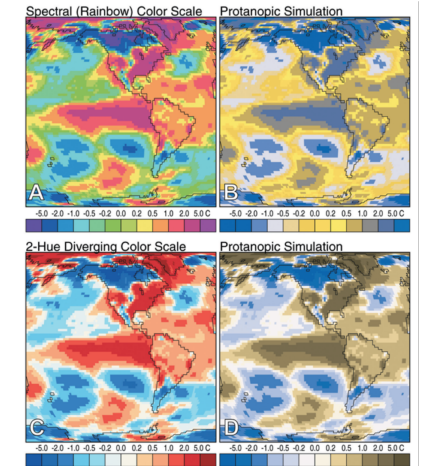 Spectral (Rainbow) Color Scale
Protanopic Simulation
A
B
-5.0 -2.0 -1.0 -0.5 -0.2 0.0 0.2 0.5 1.0 2.0 5.0 C
-5.0 -2.0 -1.0 -0.5 -0.2 0.0 0.2 0.5 1.0 2.0 5.0 C
2-Hue Diverging Color Scale
Protanopic Simulation
C
D
-5.0 -2.0 -1.0 -0.5 -0.2 0.0 0.2 0.5 1.0 2.0 5.0 C
-5.0 -2.0 -1.0 -0.5 -0.2 0.0 0.2 0.5 1.0 2.0 5.0 C